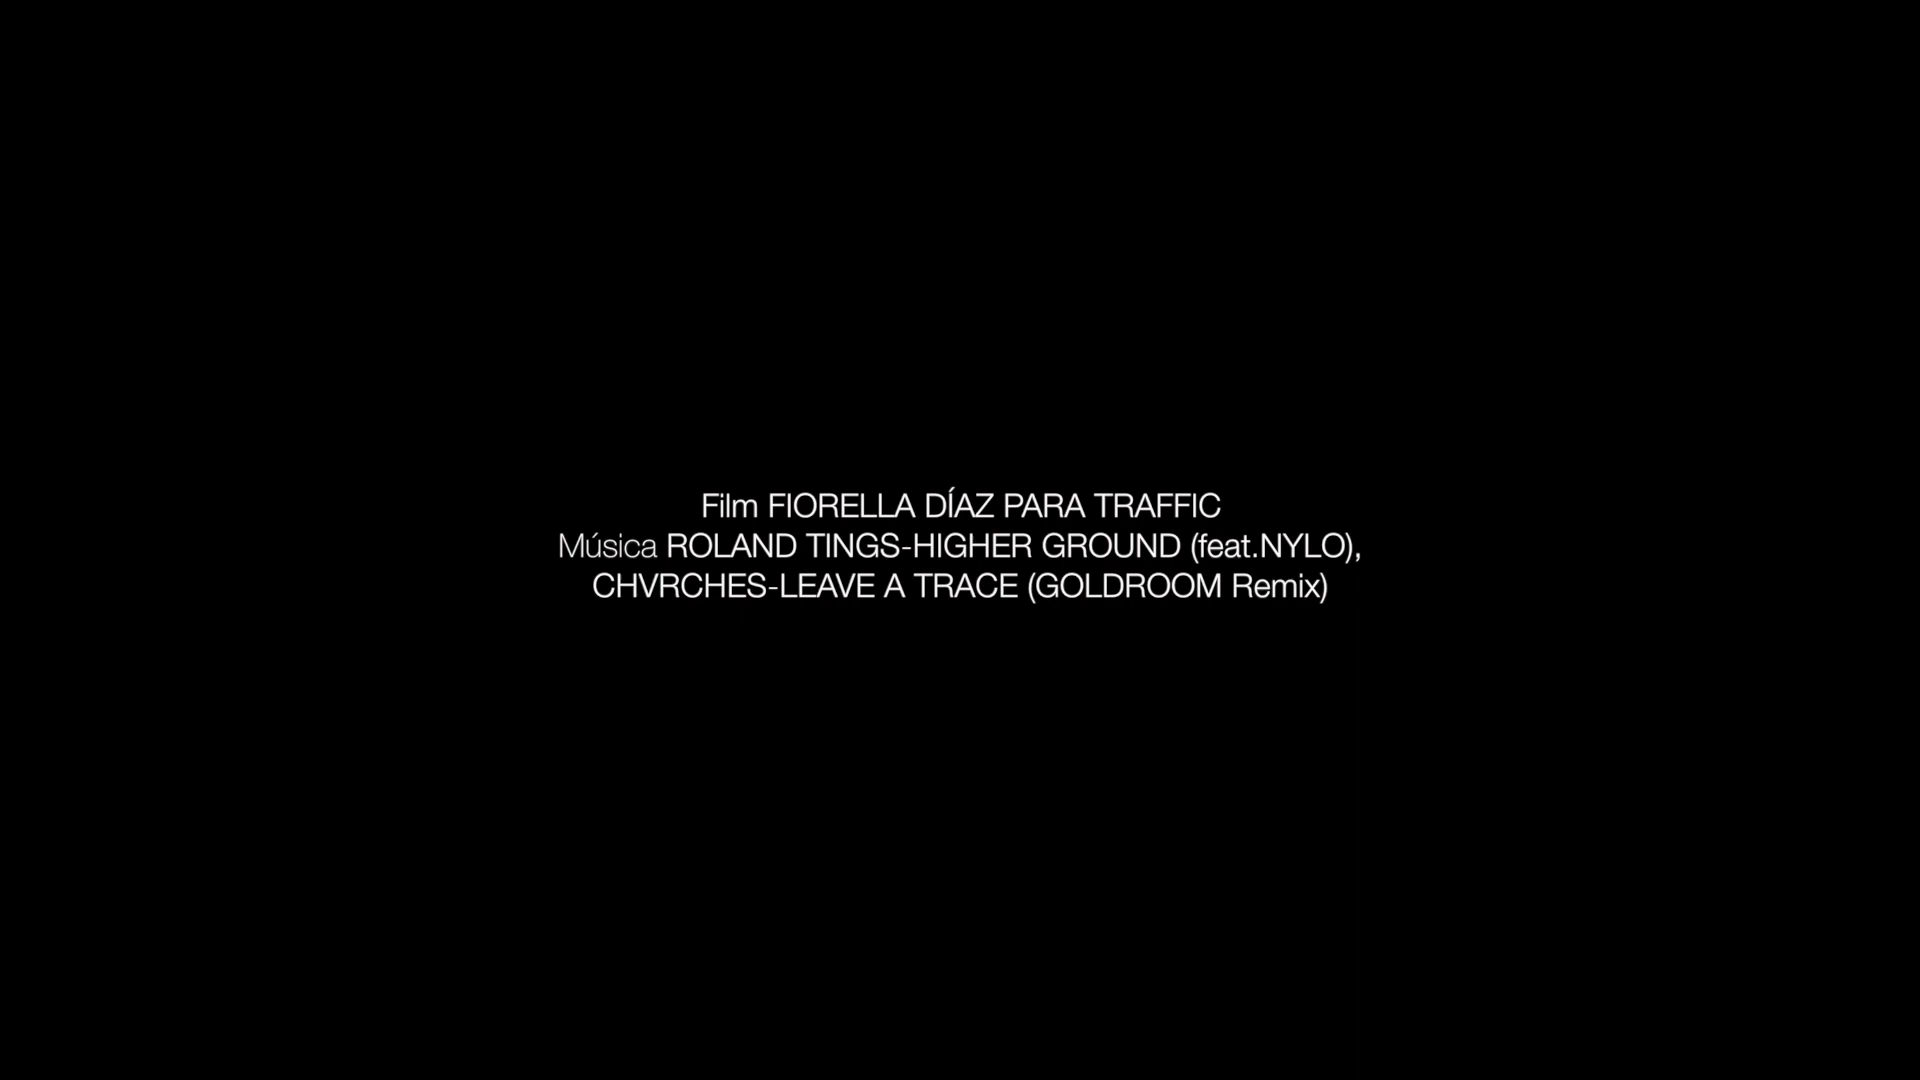 Film FIORELLA DÍAZ PARA TRAFFIC
Música ROLAND TINGS-HIGHER GROUND (feat.NYLO),
CHVRCHES-LEAVE A TRACE (GOLDROOM Remix)